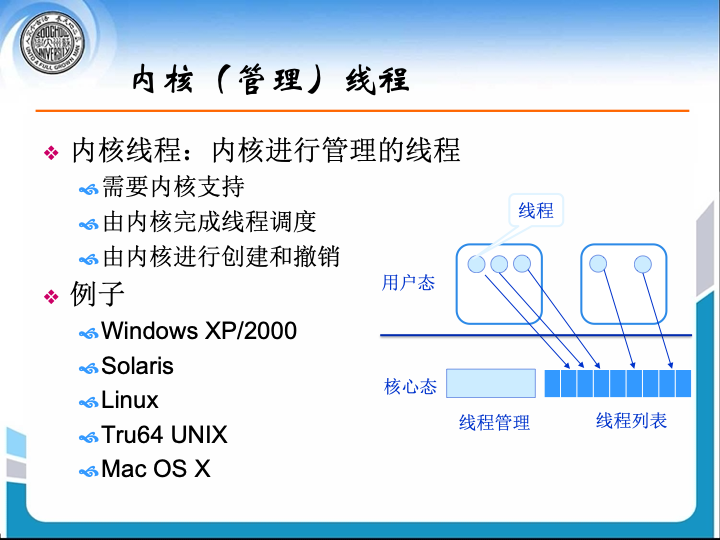 内核（管理）线程
内核线程：内核进行管理的线程
需要内核支持
由内核完成线程调度
由内核进行创建和撤销
例子
Windows XP/2000
Solaris
Linux
Tru64 UNIX
Mac OS X
线程
用户态
核心态
线程管理
线程列表